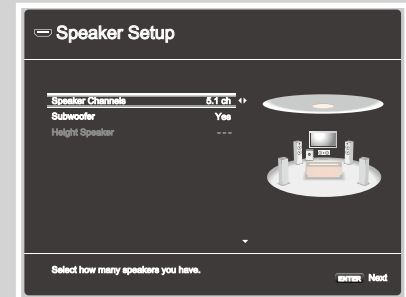 Speaker Setup
Speaker Channels 5.1 ch
Subwoofer Yes
Height Speaker ---
Select how many speakers you have.
ENTER Next